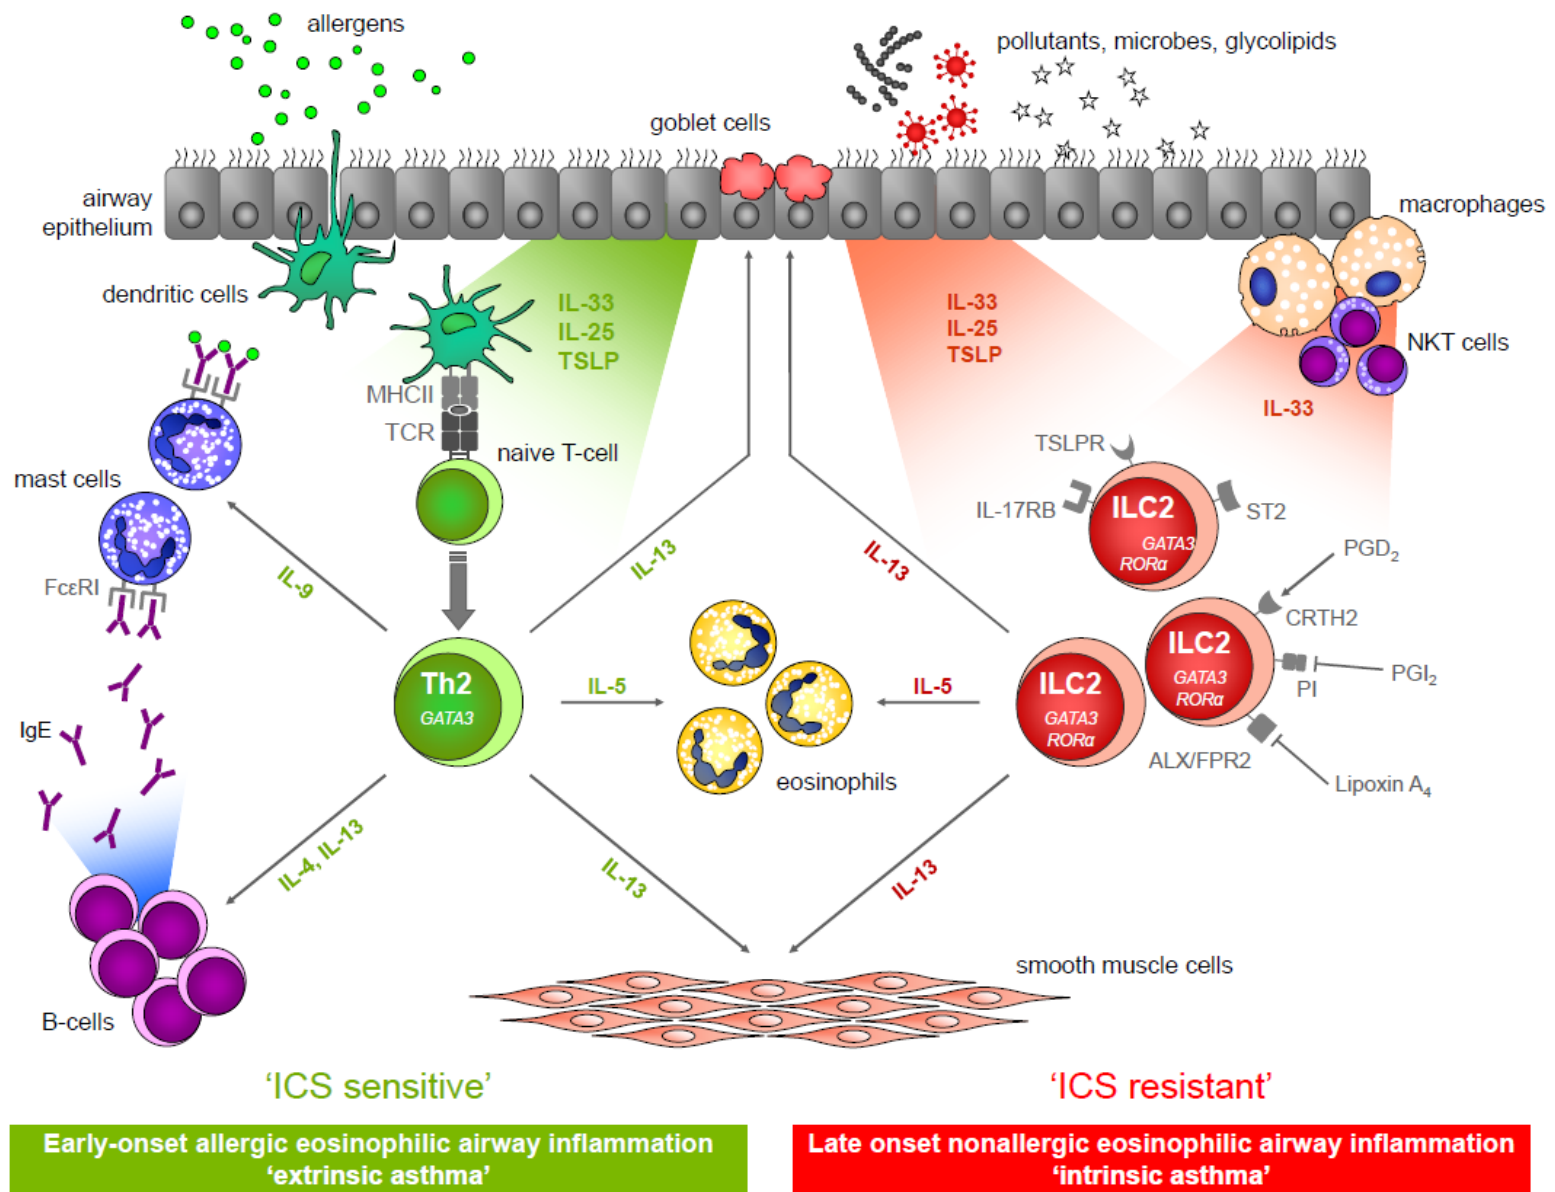 allergens
pollutants, microbes, glycolipids
goblet cells
airway
epithelium
macrophages
dendritic cells
IL-33
IL-25
TSLP
IL-33
IL-25
TSLP
NKT cells
MHCII
TCR
IL-33
naive T-cell
mast cells
TSLPR
IL-17RB
ILC2
GATA3
RORα
ST2
PGD2
FcεRI
IL-9
IL-13
IL-13
CRTH2
ILC2
GATA3
RORα
PI
PGI2
Th2
GATA3
IL-5
IL-5
ILC2
GATA3
RORα
IgE
ALX/FPR2
Lipoxin A4
eosinophils
IL-4, IL-13
IL-13
IL-13
smooth muscle cells
B-cells
‘ICS sensitive’
‘ICS resistant’
Early-onset allergic eosinophilic airway inflammation
‘extrinsic asthma’
Late onset nonallergic eosinophilic airway inflammation
‘intrinsic asthma’